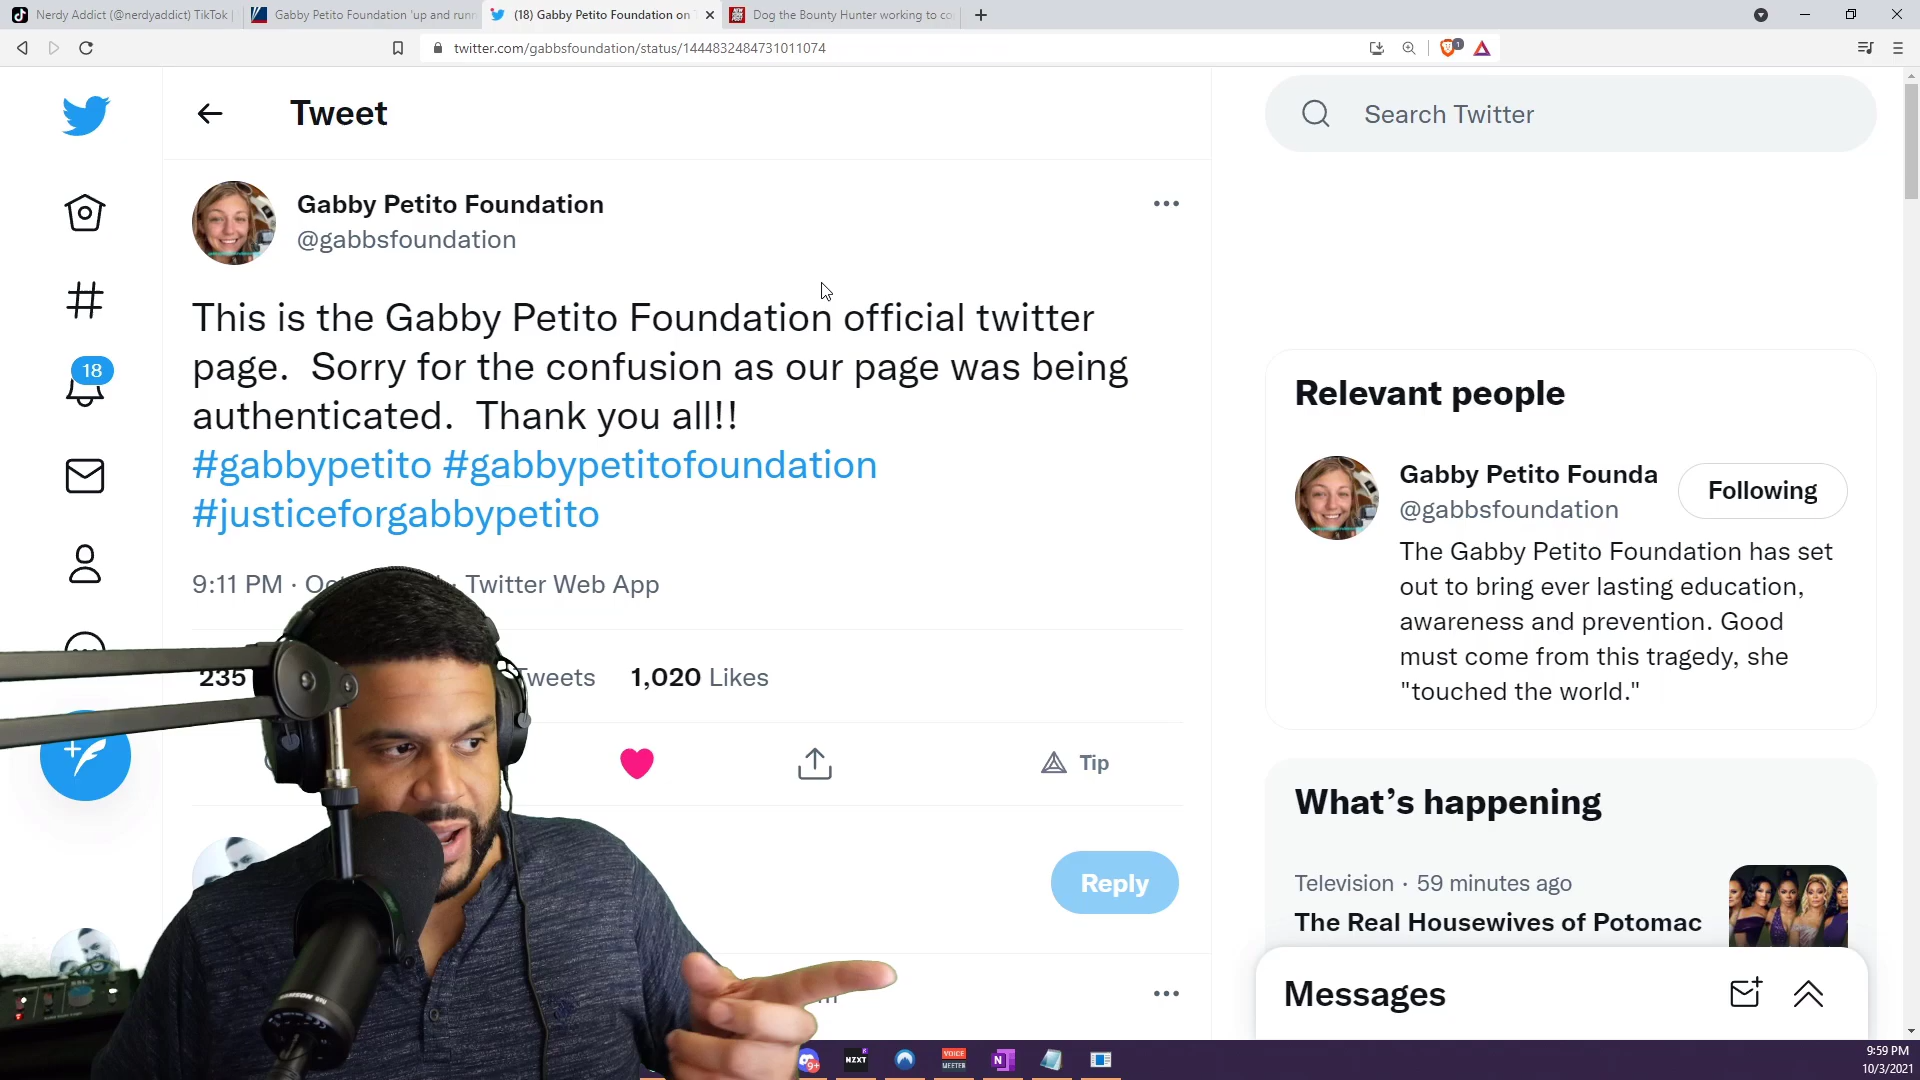 Nerdy Addict (@nerdyaddict) TikTok
Gabby Petito Foundation 'up and runn
(18) Gabby Petito Foundation on
Dog the Bounty Hunter working to co
twitter.com/gabbsfoundation/status/1444832484731011074
1
Tweet
Search Twitter
Gabby Petito Foundation
@gabbsfoundation
This is the Gabby Petito Foundation official twitter
page. Sorry for the confusion as our page was being
authenticated. Thank you all!!
#gabbypetito #gabbypetitofoundation
#justiceforgabbypetito
18
9:11 PM · Twitter Web App
235
Tweets 1,020 Likes
Tip
Reply
Relevant people
Gabby Petito Founda
@gabbsfoundation
Following
The Gabby Petito Foundation has set
out to bring ever lasting education,
awareness and prevention. Good
must come from this tragedy, she
"touched the world."
What's happening
Television · 59 minutes ago
The Real Housewives of Potomac
Messages
9+
NZXT
VOICE
MEETER
N
9:59 PM
10/3/2021